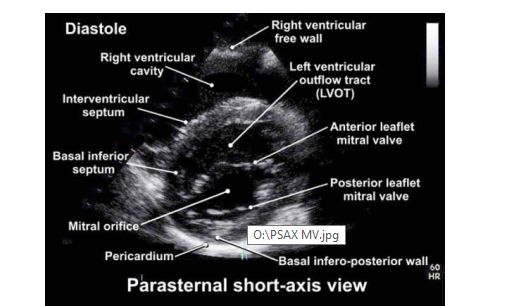 Diastole
Right ventricular
free wall
Right ventricular
cavity
Left ventricular
outflow tract
(LVOT)
Interventricular
septum
Anterior leaflet
mitral valve
Basal inferior
septum
Posterior leaflet
mitral valve
Mitral orifice
O:\PSAX MV.jpg
Pericardium
Basal infero-posterior wall
60
HR
Parasternal short-axis view